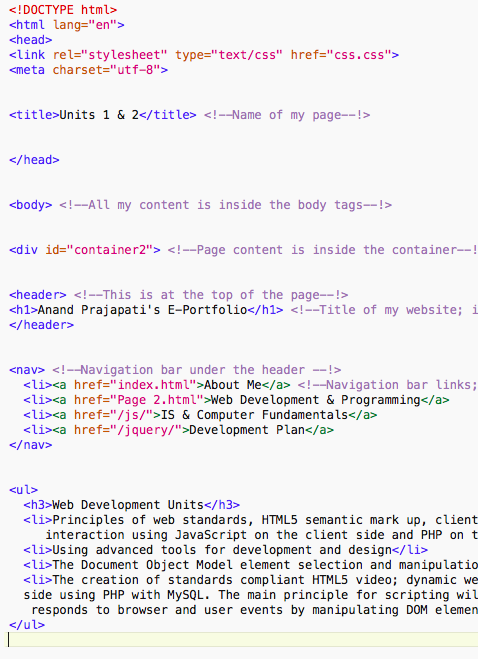 <!DOCTYPE html>
<html lang="en">
<head>
<link rel="stylesheet" type="text/css" href="css.css">
<meta charset="utf-8">
<title>Units 1 & 2</title> <!--Name of my page--!>
</head>
<body> <!--All my content is inside the body tags--!>
<div id="container2"> <!--Page content is inside the container--!
<header> <!--This is at the top of the page--!>
<h1>Anand Prajapati's E-Portfolio</h1> <!--Title of my website; i
</header>
<nav> <!--Navigation bar under the header --!>
<li><a href="index.html">About Me</a> <!--Navigation bar links;
<li><a href="Page 2.html">Web Development & Programming</a>
<li><a href="/js/">IS & Computer Fundamentals</a>
<li><a href="/jquery/">Development Plan</a>
</nav>
<ul>
<h3>Web Development Units</h3>
<li>Principles of web standards, HTML5 semantic mark up, client
interaction using JavaScript on the client side and PHP on t
<li>Using advanced tools for development and design</li>
<li>The Document Object Model element selection and manipulatio
<li>The creation of standards compliant HTML5 video; dynamic we
side using PHP with MySQL. The main principle for scripting wil
responds to browser and user events by manipulating DOM elemen
</ul>